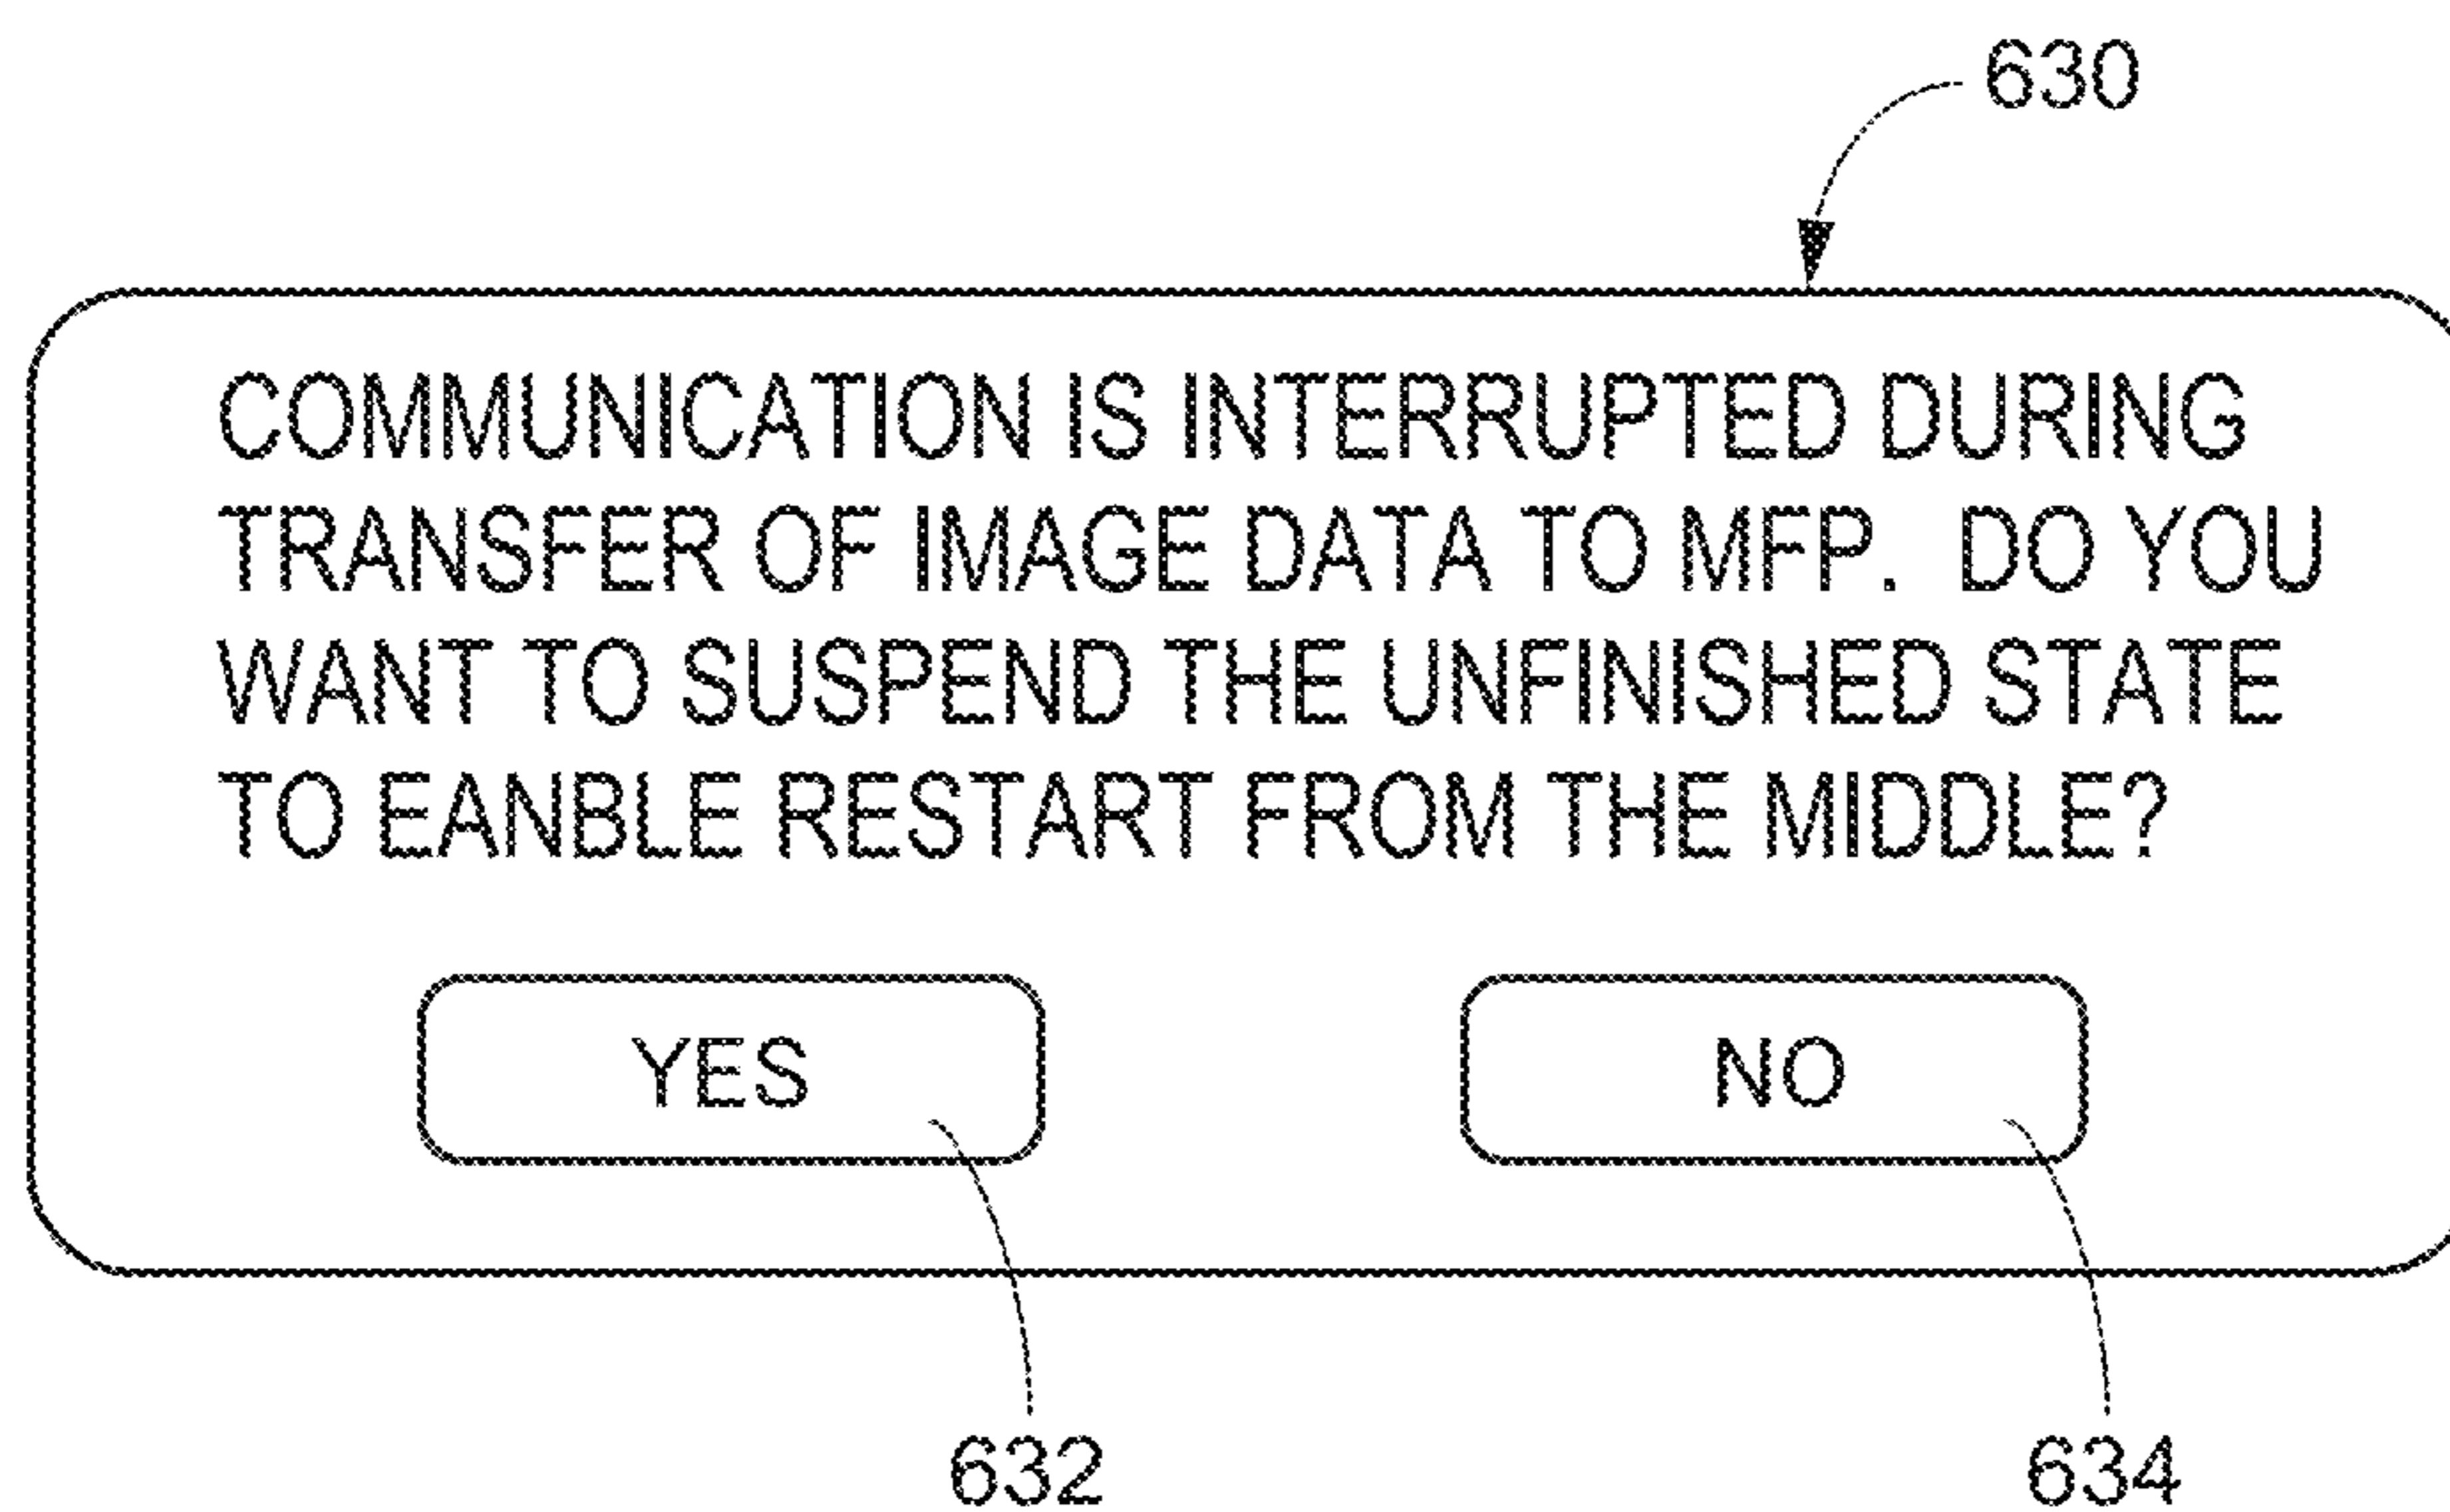 630
COMMUNICATION IS INTERRUPTED DURING
TRANSFER OF IMAGE DATA TO MFP. DO YOU
WANT TO SUSPEND THE UNFINISHED STATE
TO EANBLE RESTART FROM THE MIDDLE?
YES NO
632 634